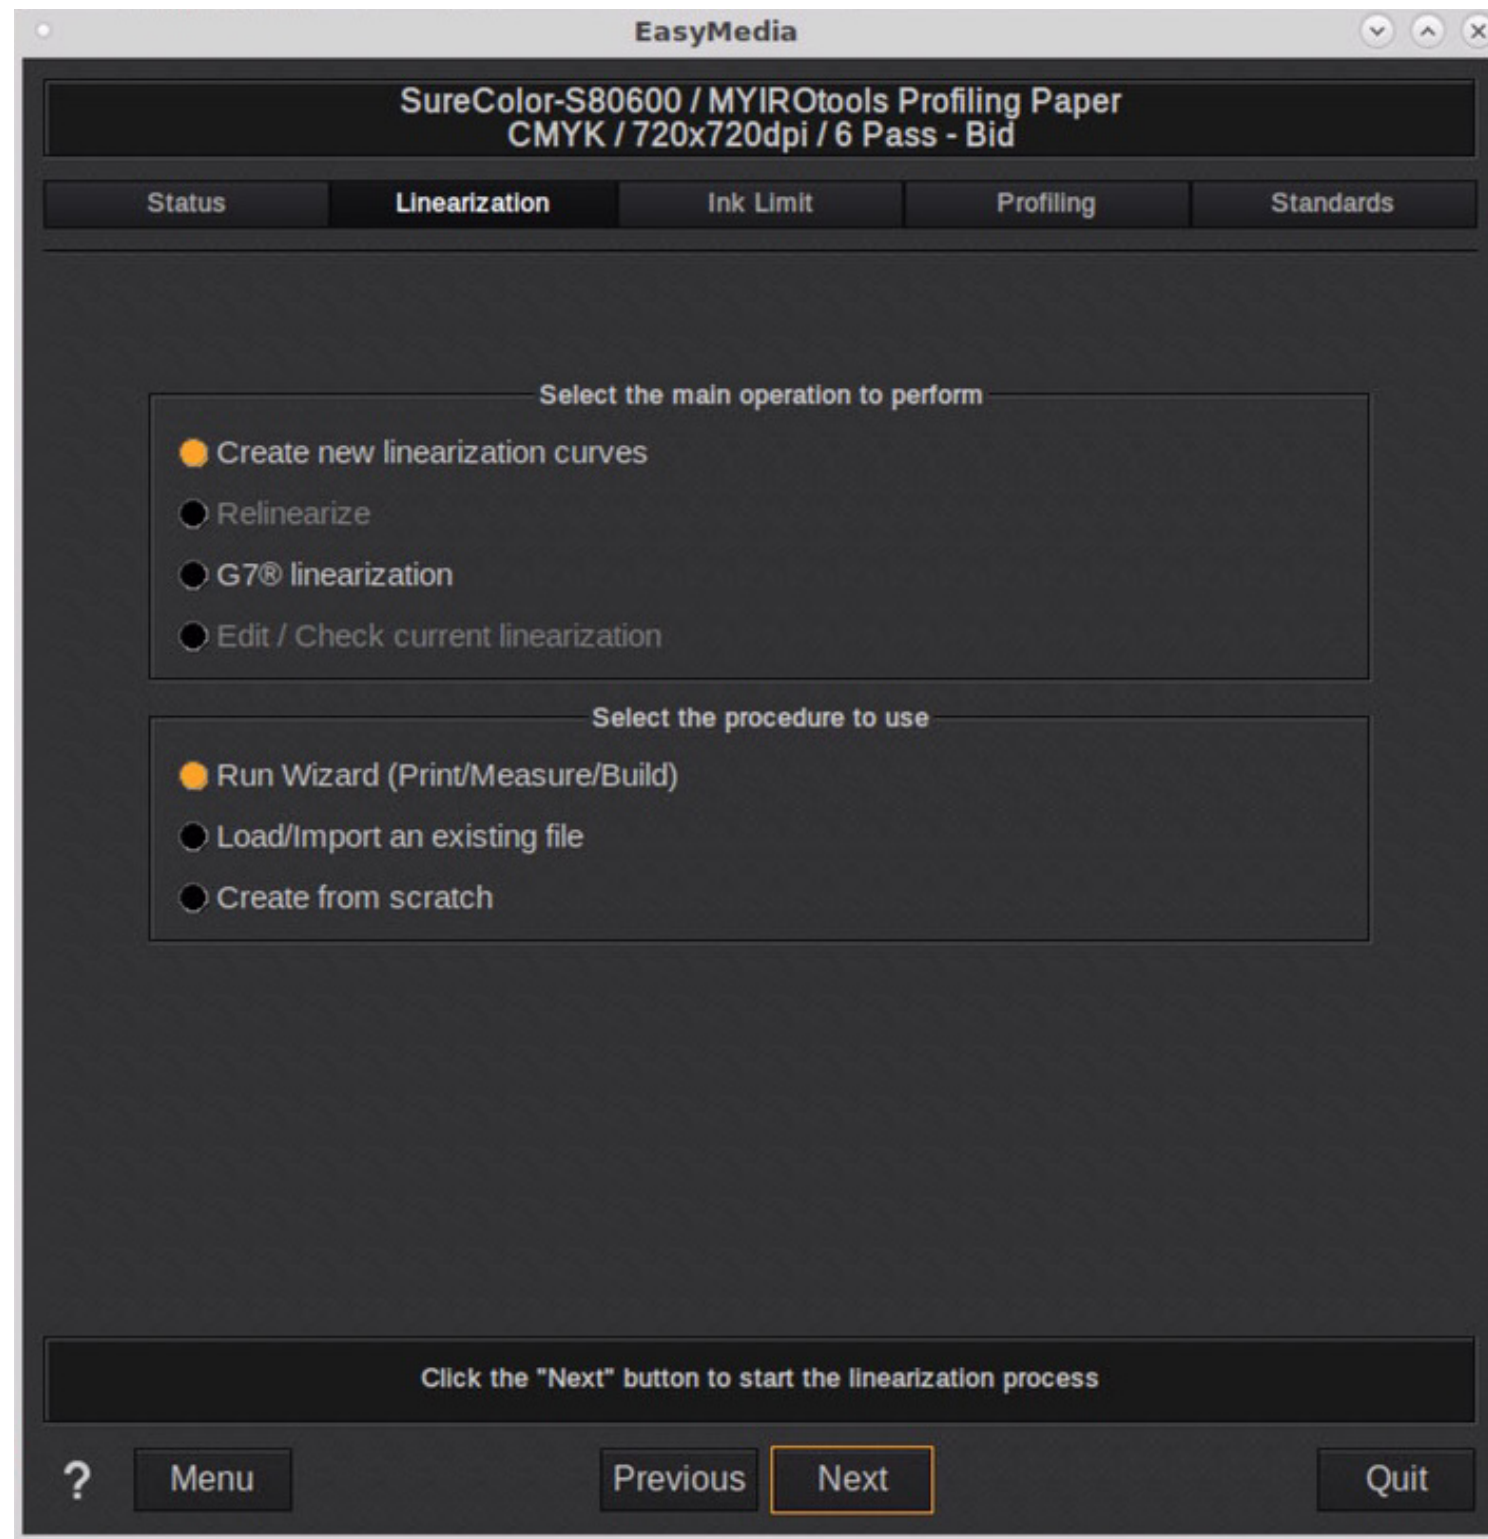 EasyMedia
SureColor-S80600 / MYIROtools Profiling Paper
CMYK / 720x720dpi / 6 Pass - Bid
Status Linearization Ink Limit Profiling Standards
Select the main operation to perform
Create new linearization curves
Relinearize
G7® linearization
Edit / Check current linearization
Select the procedure to use
Run Wizard (Print/Measure/Build)
Load/Import an existing file
Create from scratch
Click the "Next" button to start the linearization process
? Menu Previous Next Quit